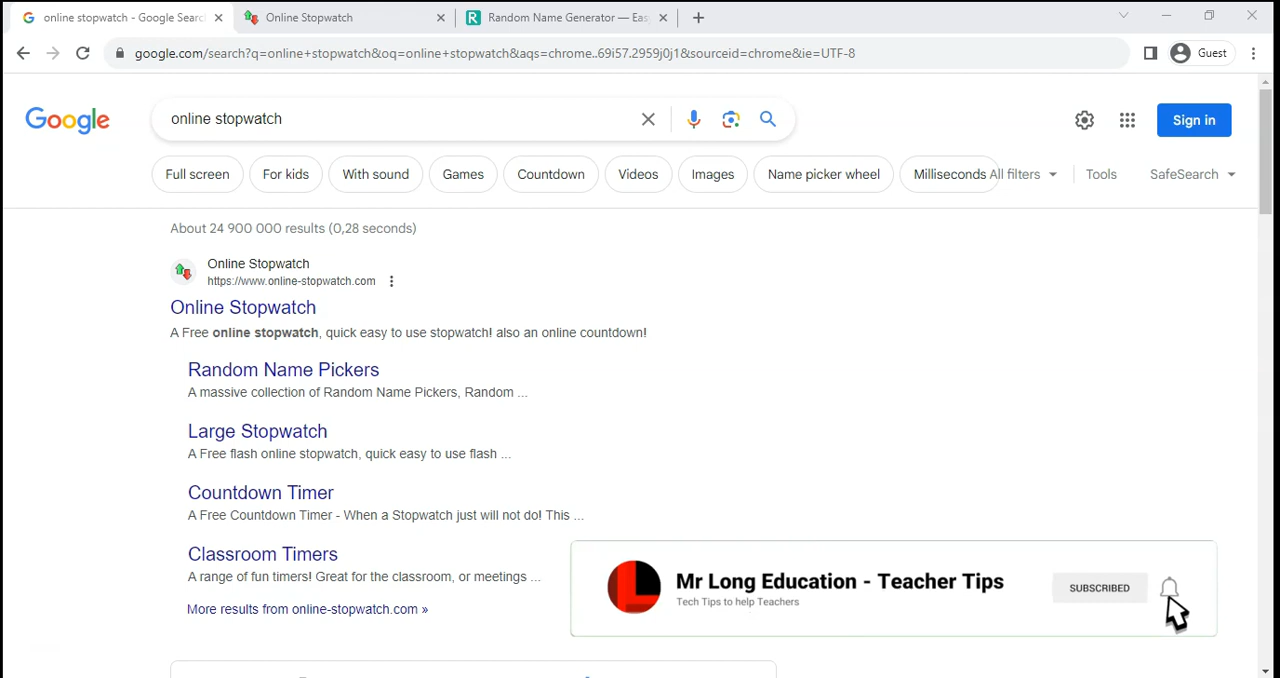 online stopwatch - Google Searc
Online Stopwatch
Random Name Generator — Eas
google.com/search?q=online+stopwatch&oq=online+stopwatch&aqs=chrome..69i57.2959j0j1&sourceid=chrome&ie=UTF-8
Guest
Google
online stopwatch
Sign in
Full screen
For kids
With sound
Games
Countdown
Videos
Images
Name picker wheel
Milliseconds
All filters
Tools
SafeSearch
About 24 900 000 results (0,28 seconds)
Online Stopwatch
https://www.online-stopwatch.com
Online Stopwatch
A Free online stopwatch, quick easy to use stopwatch! also an online countdown!
Random Name Pickers
A massive collection of Random Name Pickers, Random ...
Large Stopwatch
A Free flash online stopwatch, quick easy to use flash ...
Countdown Timer
A Free Countdown Timer - When a Stopwatch just will not do! This ...
Classroom Timers
A range of fun timers! Great for the classroom, or meetings ...
More results from online-stopwatch.com »
Mr Long Education - Teacher Tips
Tech Tips to help Teachers
SUBSCRIBED